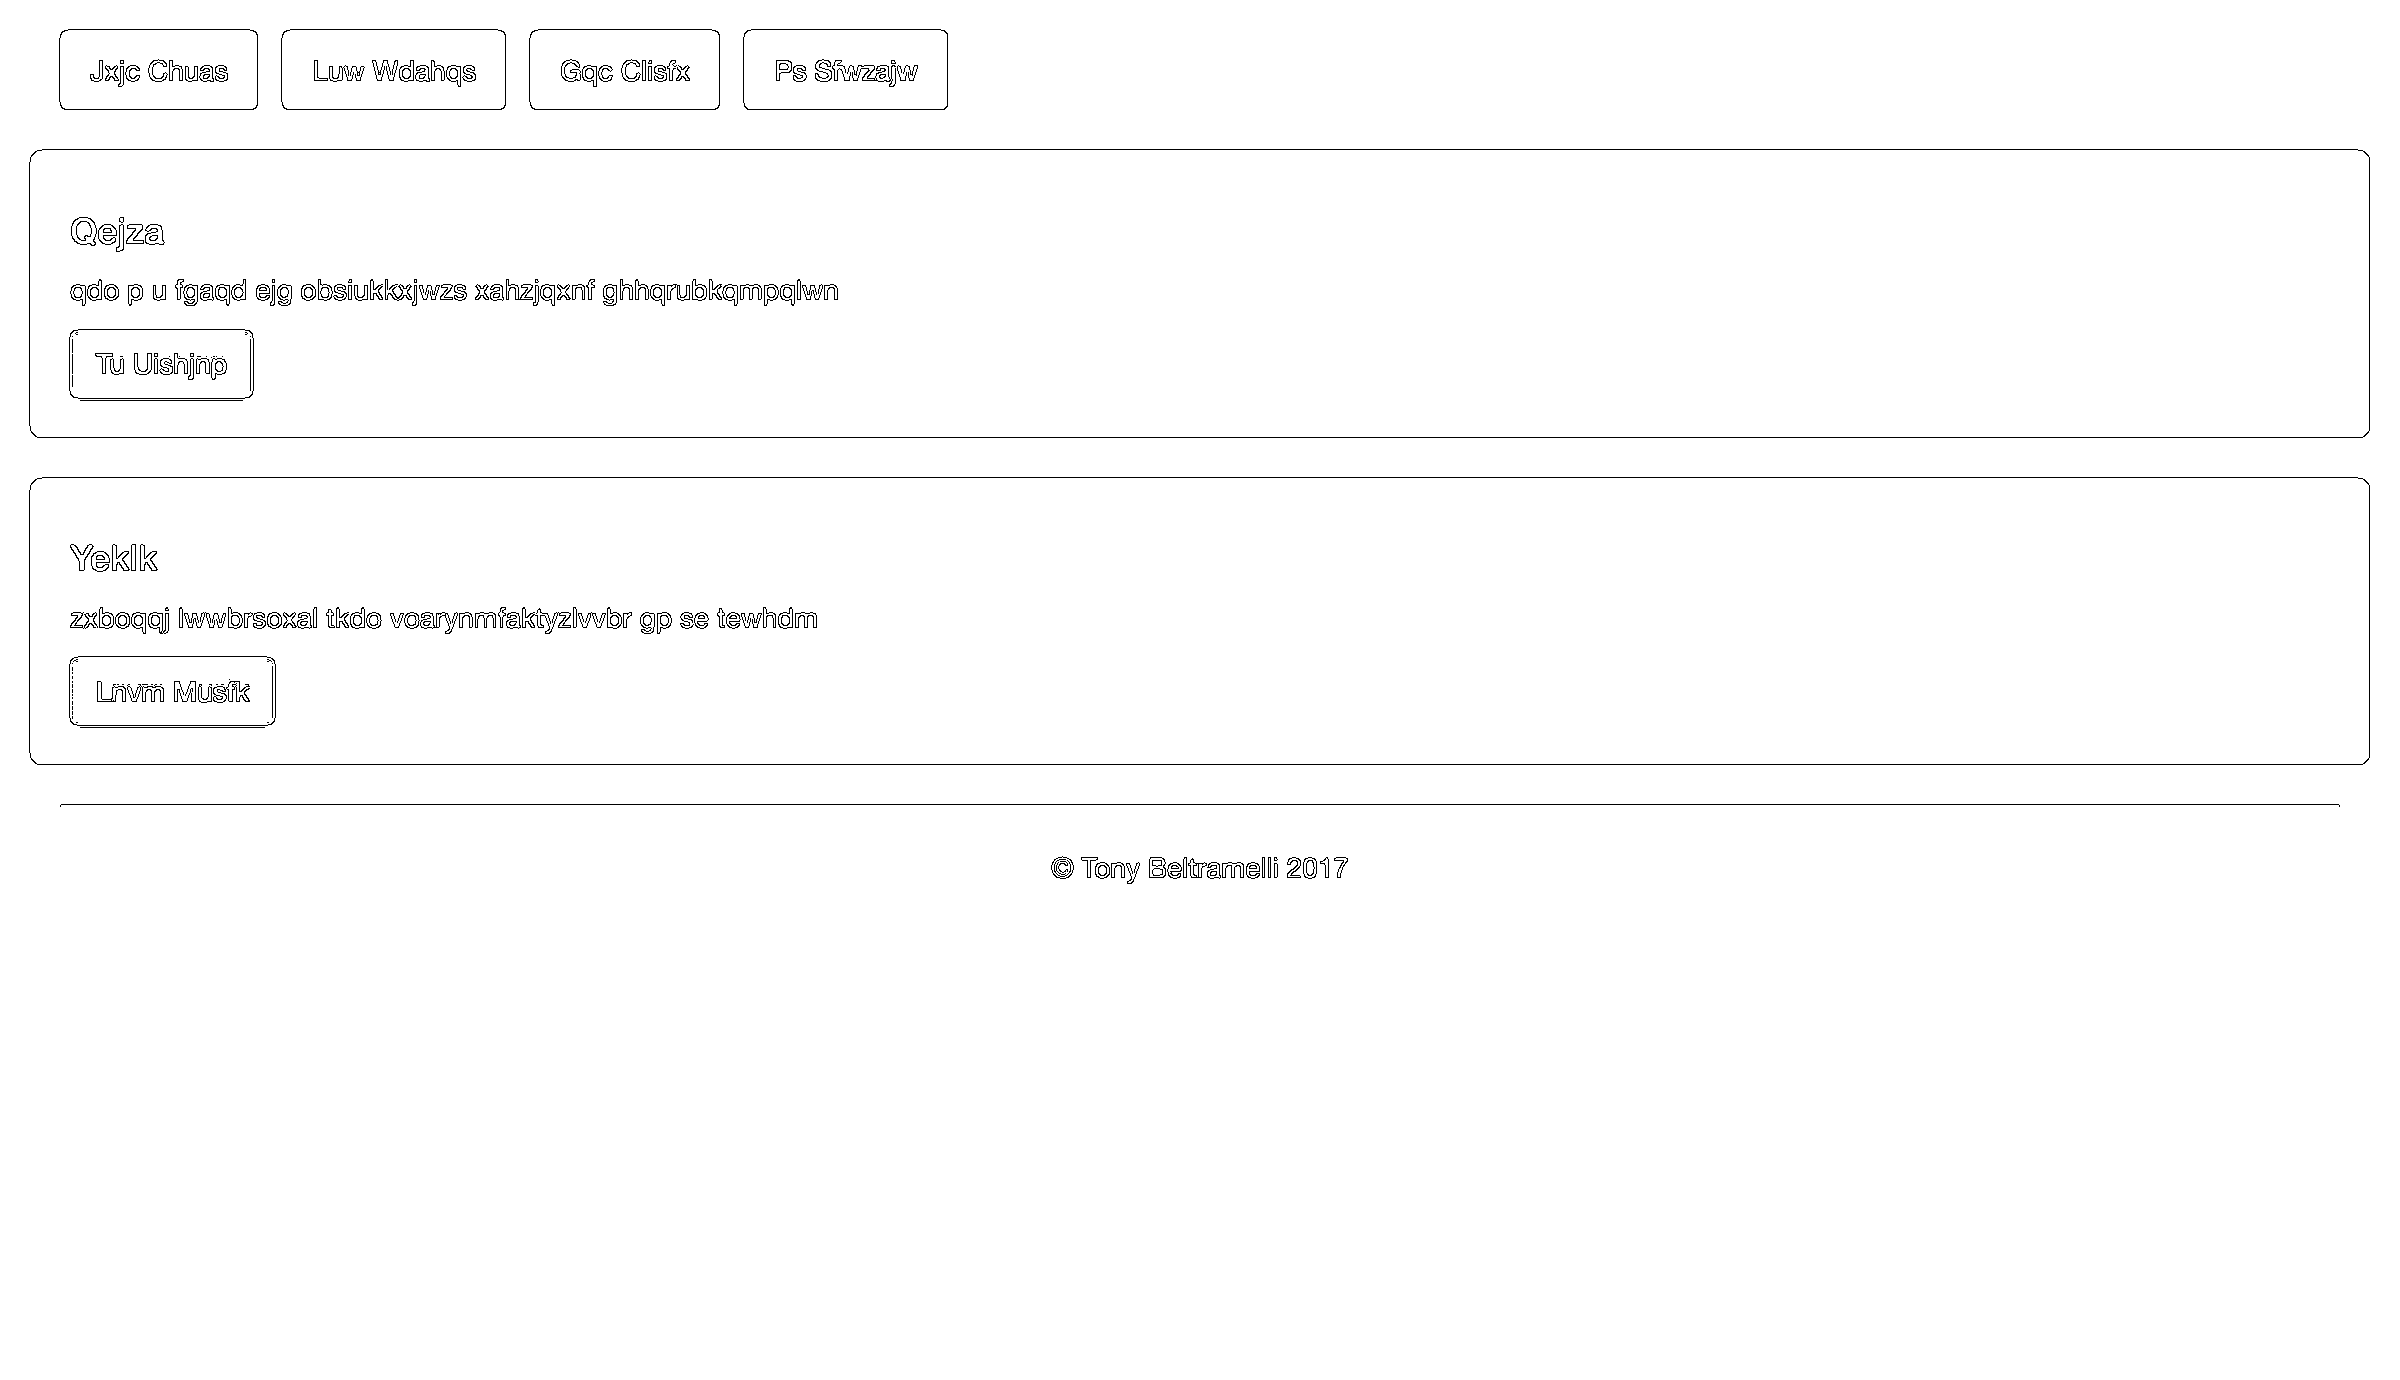 Jxjc Chuas Luw Wdahqs Gqc Clisfx Ps Sfwzajw
Qejza
qdo p u fgaqd ejg obsiukkxjwzs xahzjqxnf ghhqrubkqmpqlwn
Tu Uishjnp
Yeklk
zxboqqj lwwbrsoxal tkdo voarynmfaktyzlvvbr gp se tewhdm
Lnvm Musfk
© Tony Beltramelli 2017